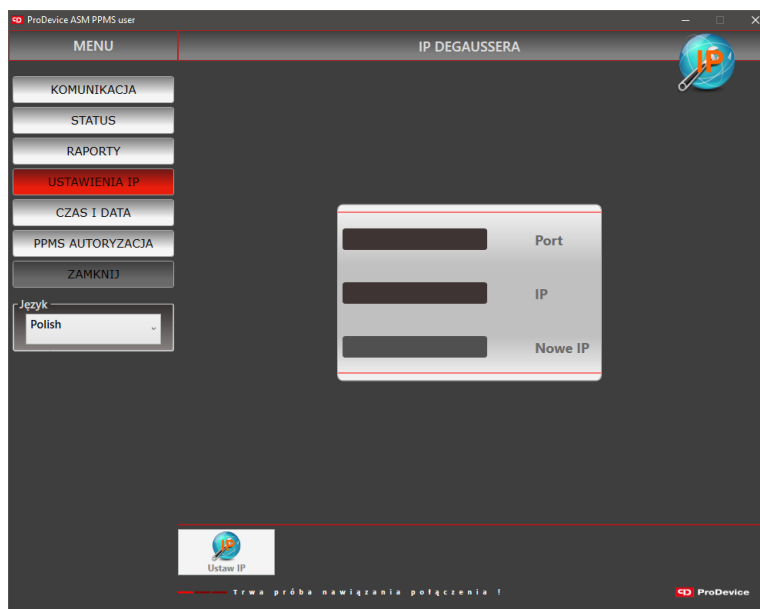 ProDevice ASM PPMS user
MENU
IP DEGAUSSERA
IP
KOMUNIKACJA
STATUS
RAPORTY
USTAWIENIA IP
CZAS I DATA
PPMS AUTORYZACJA
ZAMKNIJ
Język
Polish
Port
IP
Nowe IP
IP
Ustaw IP
Trwa próba nawiązania połączenia !
ProDevice